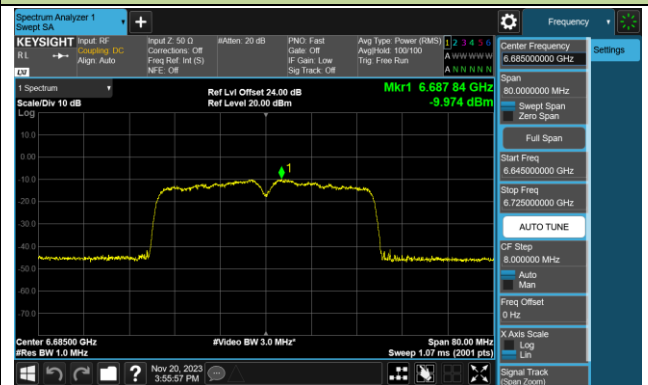 Spectrum Analyzer 1
Swept SA
+
Frequency
KEYSIGHT
Input: RF
Input Z: 50 Ω
#Atten: 20 dB
PNO: Fast
Avg Type: Power (RMS)
1 2 3 4 5 6
RL
Coupling: DC
Corrections: Off
Gate: Off
Avg|Hold: 100/100
A W W W W W
Align: Auto
Freq Ref: Int (S)
IF Gain: Low
Trig: Free Run
NFE: Off
Sig Track: Off
A N N N N N
LXI
1 Spectrum
Scale/Div 10 dB
Ref Lvl Offset 24.00 dB
Ref Level 20.00 dBm
Mkr1 6.687 84 GHz
-9.974 dBm
Log
10.0
0.00
-10.0
-20.0
-30.0
-40.0
-50.0
-60.0
-70.0
1
Center 6.68500 GHz
#Video BW 3.0 MHz*
Span 80.00 MHz
#Res BW 1.0 MHz
Sweep 1.07 ms (2001 pts)
Nov 20, 2023
3:55:57 PM
Center Frequency
6.685000000 GHz
Settings
Span
80.0000000 MHz
Swept Span
Zero Span
Full Span
Start Freq
6.645000000 GHz
Stop Freq
6.725000000 GHz
AUTO TUNE
CF Step
8.000000 MHz
Auto
Man
Freq Offset
0 Hz
X Axis Scale
Log
Lin
Signal Track
(Span Zoom)